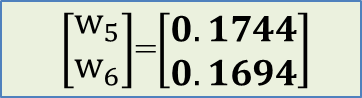 [w₅] = [0.1744]
[w₆] [0.1694]